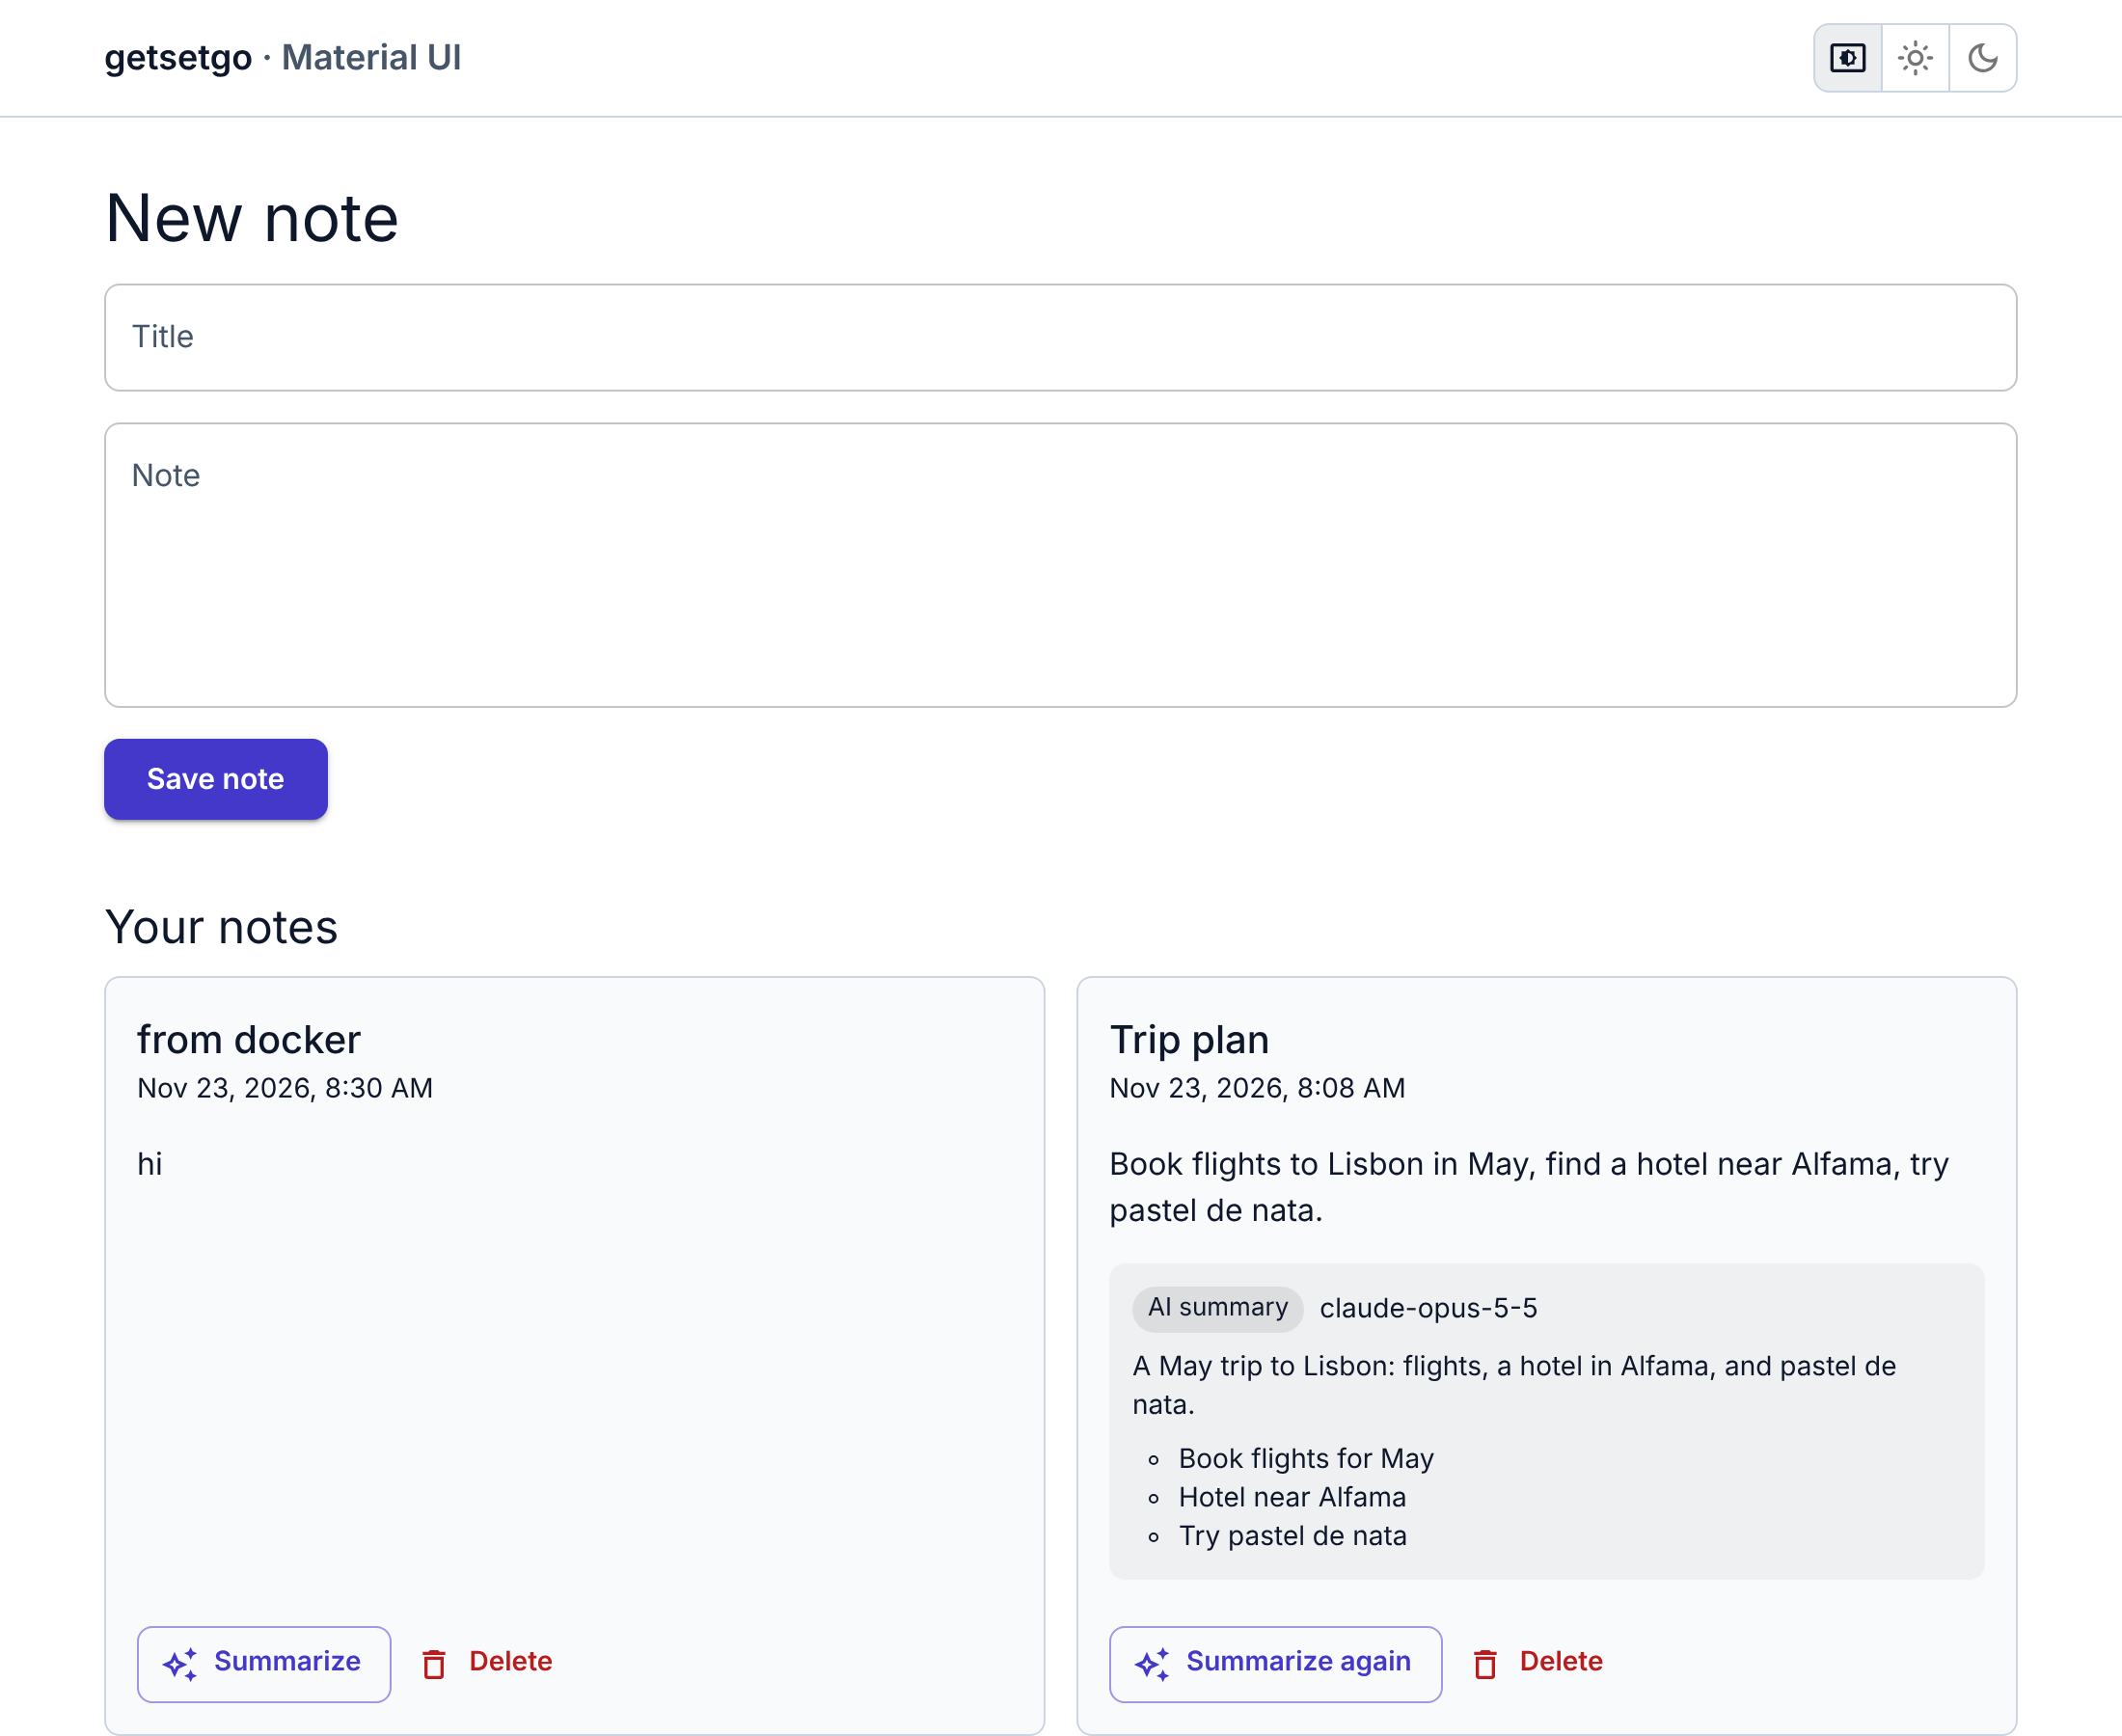 getsetgo · Material UI
New note
Title
Note
Save note
Your notes
from docker
Nov 23, 2026, 8:30 AM
hi
Summarize
Delete
Trip plan
Nov 23, 2026, 8:08 AM
Book flights to Lisbon in May, find a hotel near Alfama, try
pastel de nata.
AI summary claude-opus-5-5
A May trip to Lisbon: flights, a hotel in Alfama, and pastel de
nata.
Book flights for May
Hotel near Alfama
Try pastel de nata
Summarize again
Delete